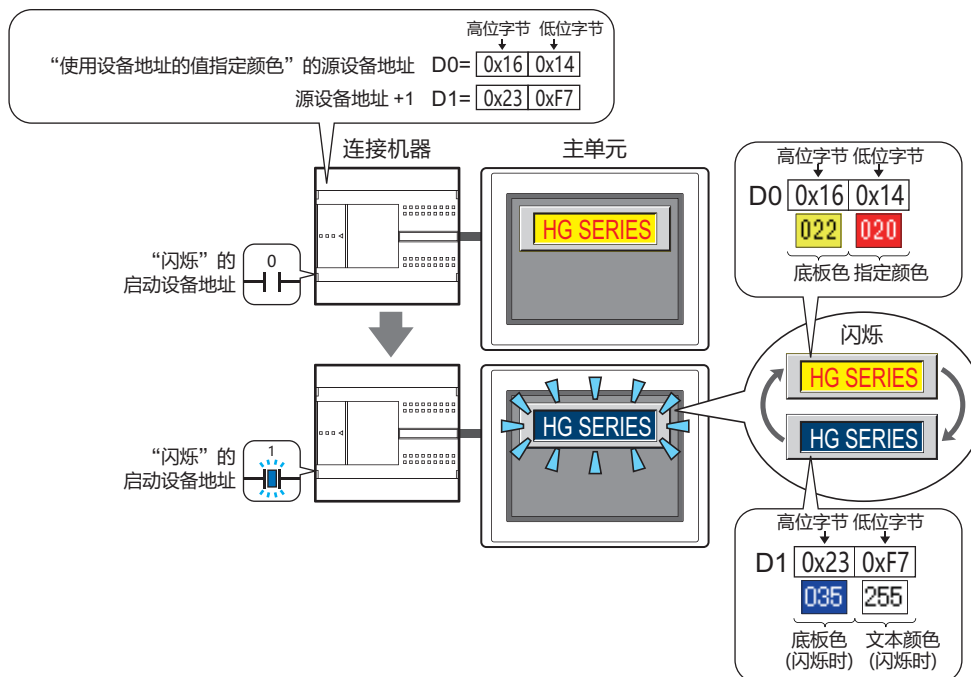 高位字节 低位字节
“使用设备地址的值指定颜色”的源设备地址 D0= 0x16 0x14
源设备地址 +1 D1= 0x23 0xF7
连接机器 主单元
HG SERIES
“闪烁”的
启动设备地址
0
高位字节 低位字节
D0 0x16 0x14
022 020
底板色 指定颜色
闪烁
HG SERIES
HG SERIES
HG SERIES
“闪烁”的
启动设备地址
1
高位字节 低位字节
D1 0x23 0xF7
035 255
底板色 文本颜色
(闪烁时) (闪烁时)